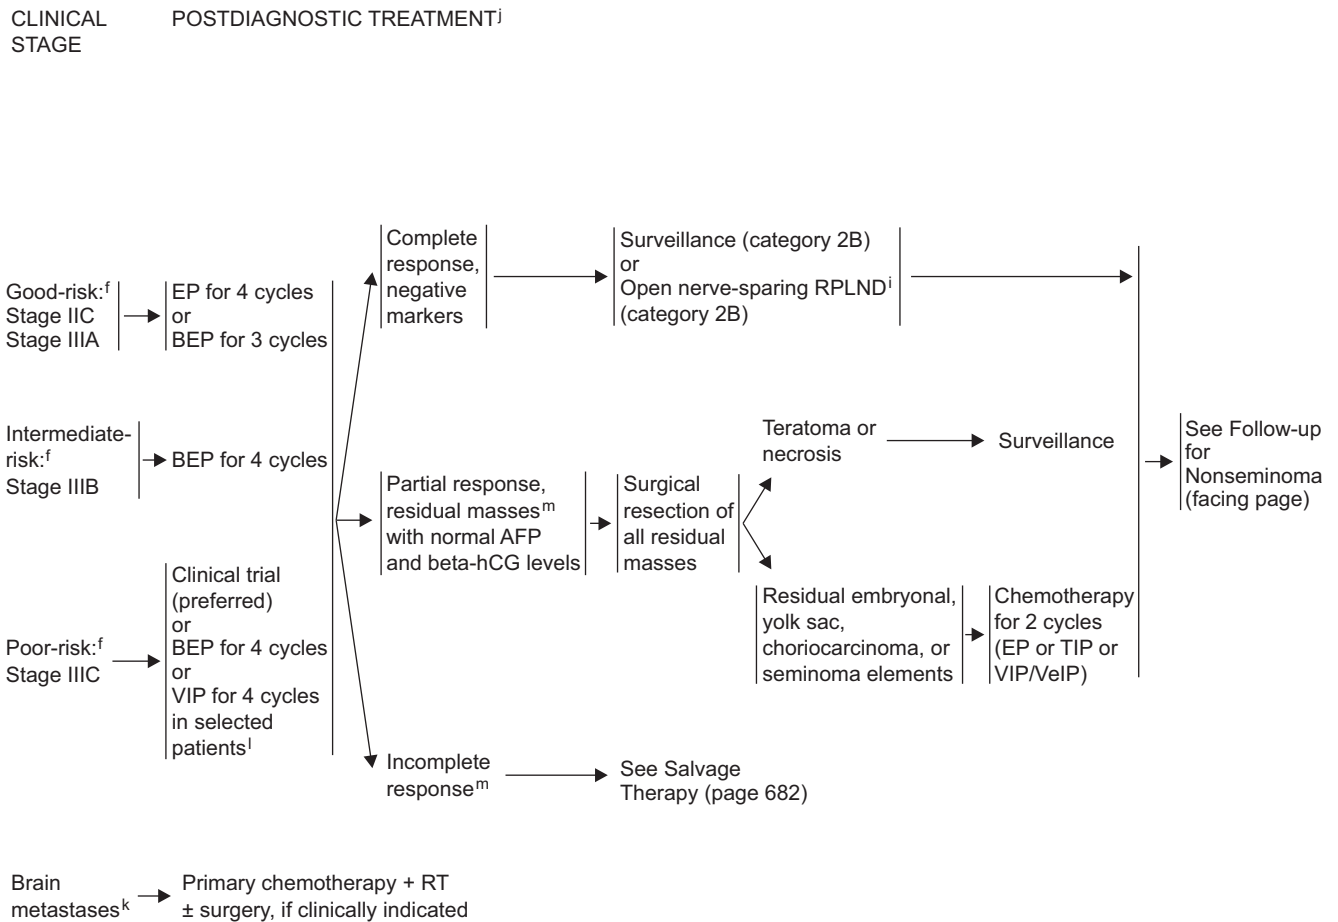 CLINICAL
STAGE
POSTDIAGNOSTIC TREATMENTj
Good-risk:f
Stage IIC
Stage IIIA
EP for 4 cycles
or
BEP for 3 cycles
Intermediate-
risk:f
Stage IIIB
BEP for 4 cycles
Poor-risk:f
Stage IIIC
Clinical trial
(preferred)
or
BEP for 4 cycles
or
VIP for 4 cycles
in selected
patientsl
Complete
response,
negative
markers
Surveillance (category 2B)
or
Open nerve-sparing RPLNDi
(category 2B)
Partial response,
residual massesm
with normal AFP
and beta-hCG levels
Surgical
resection of
all residual
masses
Teratoma or
necrosis
Surveillance
Residual embryonal,
yolk sac,
choriocarcinoma, or
seminoma elements
Chemotherapy
for 2 cycles
(EP or TIP or
VIP/VeIP)
Incomplete
responsem
See Salvage
Therapy (page 682)
See Follow-up
for
Nonseminoma
(facing page)
Brain
metastasesk
Primary chemotherapy + RT
± surgery, if clinically indicated